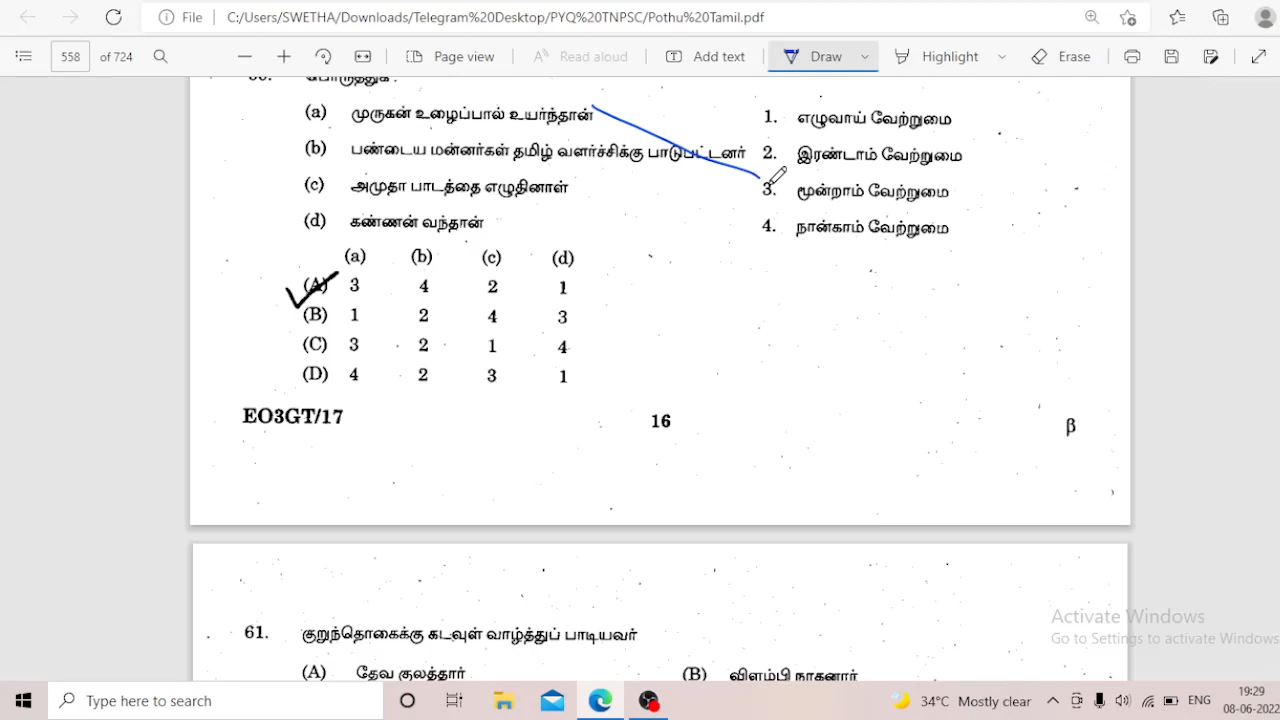 File C:/Users/SWETHA/Downloads/Telegram%20Desktop/PYQ%20TNPSC/Pothu%20Tamil.pdf
558 of 724 Page view Read aloud Add text Draw Highlight Erase
பொருத்துக :
(a) முருகன் உழைப்பால் உயர்ந்தான் 1. எழுவாய் வேற்றுமை
(b) பண்டைய மன்னர்கள் தமிழ் வளர்ச்சிக்கு பாடுபட்டனர் 2. இரண்டாம் வேற்றுமை
(c) அமுதா பாடத்தை எழுதினாள் 3. மூன்றாம் வேற்றுமை
(d) கண்ணன் வந்தான் 4. நான்காம் வேற்றுமை
(a) (b) (c) (d)
(A) 3 4 2 1
(B) 1 2 4 3
(C) 3 2 1 4
(D) 4 2 3 1
EO3GT/17 16 β
61. குறுந்தொகைக்கு கடவுள் வாழ்த்துப் பாடியவர்
(A) தேவ குலத்தார் (B) விளம்பி நாகனார்
Activate Windows
Go to Settings to activate Windows
Type here to search 34°C Mostly clear ENG 19:29
08-06-2022